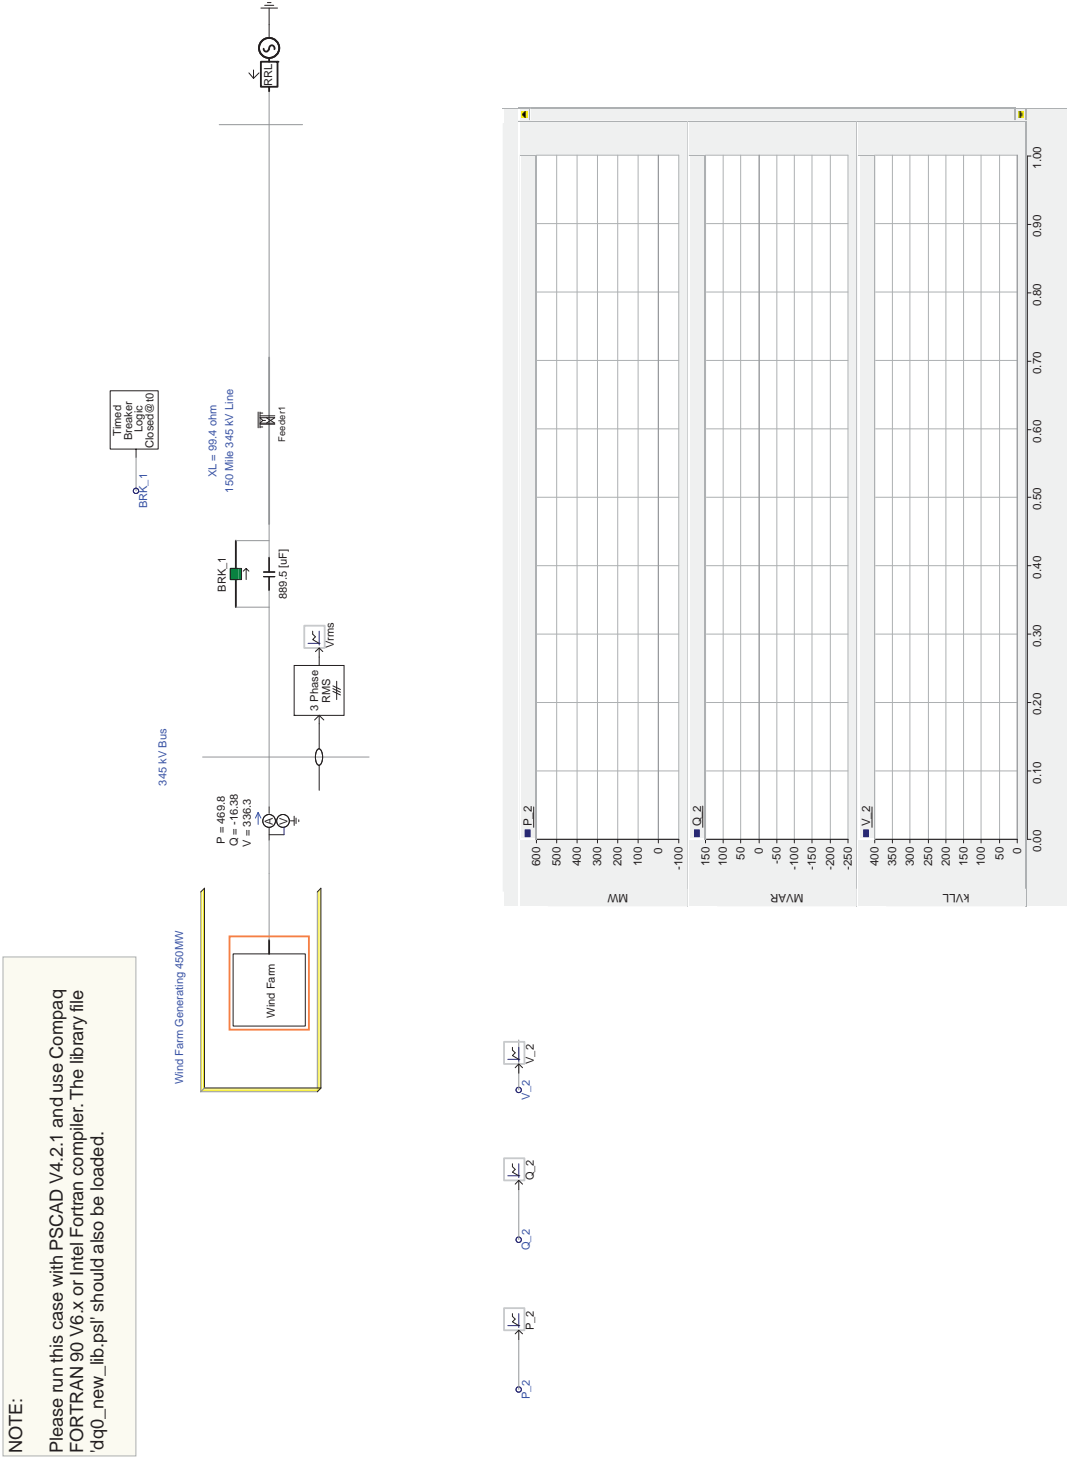 NOTE:
Please run this case with PSCAD V4.2.1 and use Compaq
FORTRAN 90 V6.x or Intel Fortran compiler. The library file
'dq0_new_lib.psl' should also be loaded.
Wind Farm Generating 450MW
Wind Farm
P = 469.8
Q = -16.38
V = 336.3
A
V
345 kV Bus
3 Phase
RMS
Vrms
BRK_1
889.5 [uF]
BRK_1
Timed
Breaker
Logic
Closed@t0
XL = 99.4 ohm
150 Mile 345 kV Line
Feeder1
RRL
S
P_2
P_2
Q_2
Q_2
V_2
V_2
P_2
600
500
400
300
200
100
0
-100
MW
Q_2
150
100
50
0
-50
-100
-150
-200
-250
MVAR
V_2
400
350
300
250
200
150
100
50
0
kVLL
0.00 0.10 0.20 0.30 0.40 0.50 0.60 0.70 0.80 0.90 1.00